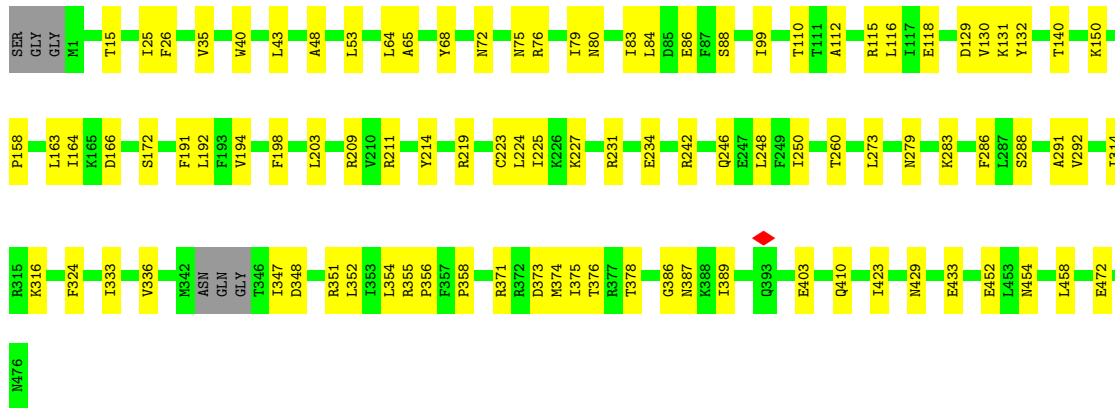 SER GLY GLY M1 T15 I25 F26 V35 W40 L43 A48 L53 L64 A65 Y68 N72 N75 R76 I79 N80 I83 L84 D85 E86 F87 S88 I99 T110 T111 A112 R115 L116 I117 E118 D129 V130 K131 Y132 T140 K150
P158 L163 I164 K165 D166 S172 F191 L192 F193 V194 F198 L203 R209 V210 R211 Y214 R219 C223 L224 I225 K226 K227 R231 E234 R242 Q246 E247 L248 F249 I250 T260 L273 N279 K283 F286 L287 S288 A291 V292
R315 K316 F324 I333 V336 M342 ASN GLN GLY T346 I347 D348 R351 L352 I353 L354 R355 P356 F357 P358 R371 R372 D373 M374 I375 T376 R377 T378 G386 N387 K388 I389 Q393 E403 Q410 I423 N429 E433 E452 L453 N454 L458 E472
N476